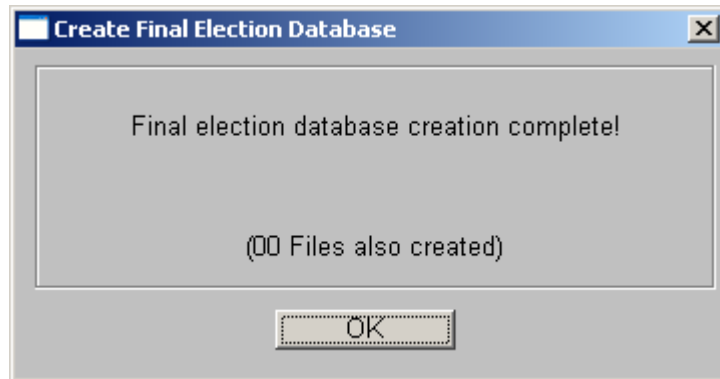 Create Final Election Database
Final election database creation complete!
(00 Files also created)
OK